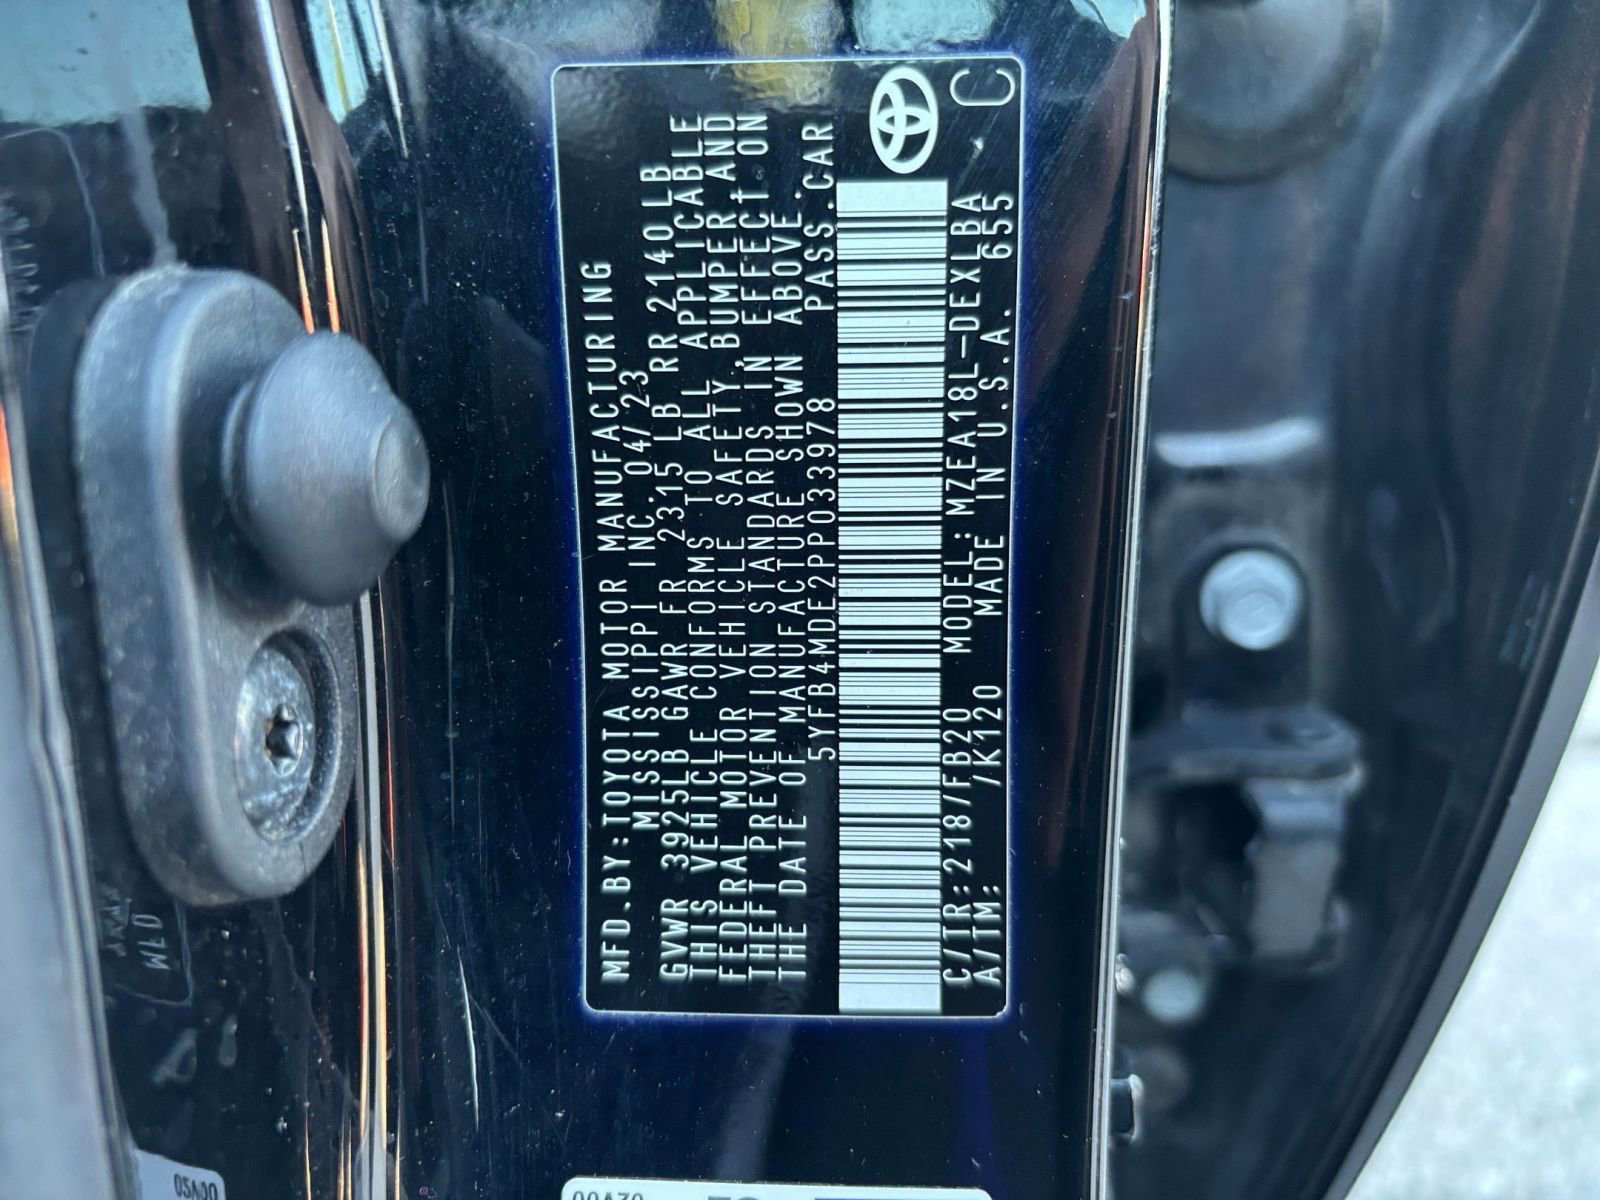 MFD.BY:TOYOTA MOTOR MANUFACTURING
MISSISSIPPI INC. 04/23
GVWR 3925LB GAWR FR 2315 LB RR 2140LB
THIS VEHICLE CONFORMS TO ALL APPLICABLE
FEDERAL MOTOR VEHICLE SAFETY, BUMPER AND
THEFT PREVENTION STANDARDS IN EFFECT ON
THE DATE OF MANUFACTURE SHOWN ABOVE.
5YFB4MDE2PP033978 PASS.CAR
C/TR:218/FB20 MODEL:MZEA18L-DEXLBA
A/TM: /K120 MADE IN U.S.A. 655
C